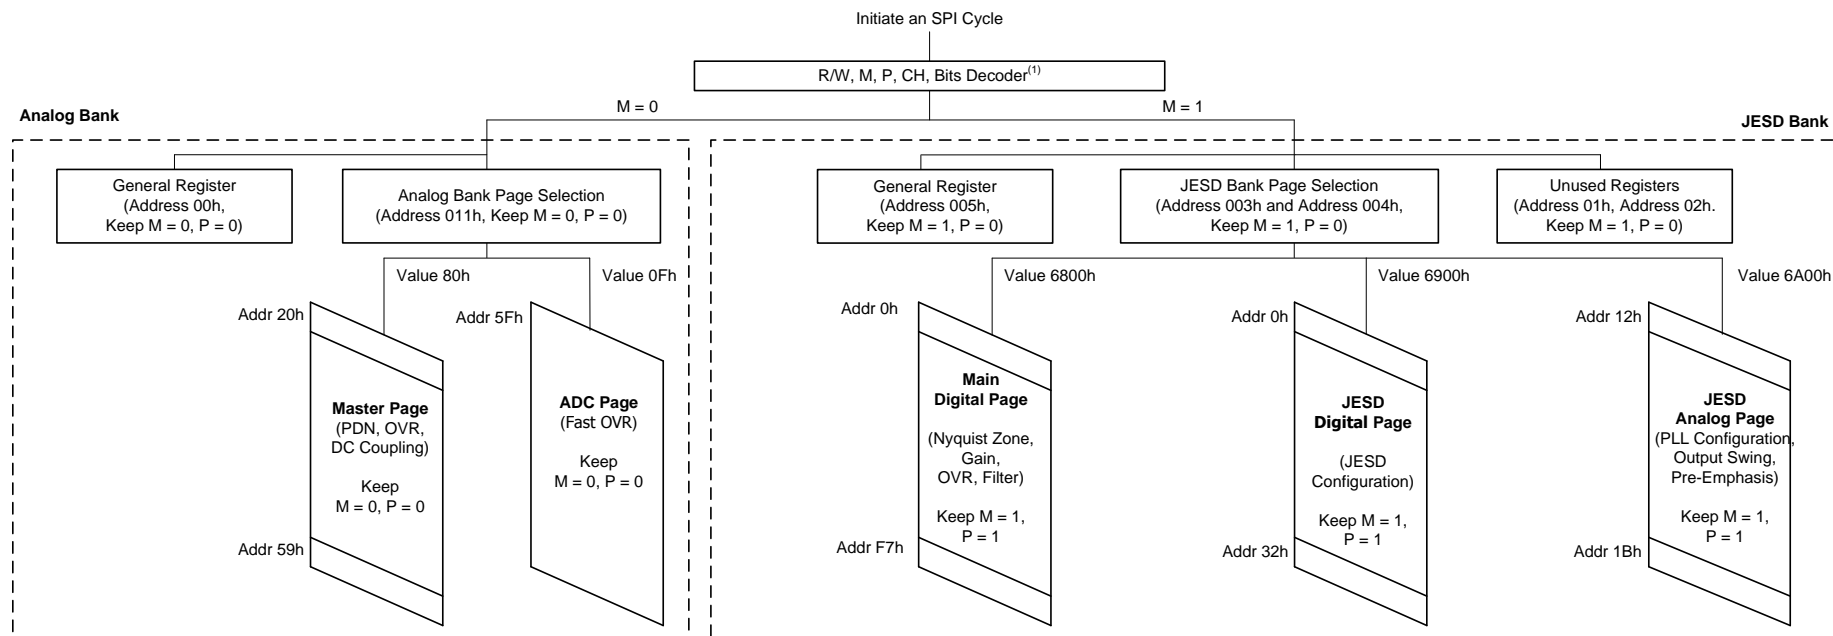 Initiate an SPI Cycle
R/W, M, P, CH, Bits Decoder(1)
M = 0
M = 1
Analog Bank
JESD Bank
General Register
(Address 00h,
Keep M = 0, P = 0)
Analog Bank Page Selection
(Address 011h, Keep M = 0, P = 0)
General Register
(Address 005h,
Keep M = 1, P = 0)
JESD Bank Page Selection
(Address 003h and Address 004h,
Keep M = 1, P = 0)
Unused Registers
(Address 01h, Address 02h.
Keep M = 1, P = 0)
Value 80h
Value 0Fh
Value 6800h
Value 6900h
Value 6A00h
Addr 20h
Master Page
(PDN, OVR,
DC Coupling)
Keep
M = 0, P = 0
Addr 59h
Addr 5Fh
ADC Page
(Fast OVR)
Keep
M = 0, P = 0
Addr 0h
Main
Digital Page
(Nyquist Zone,
Gain,
OVR, Filter)
Keep M = 1,
P = 1
Addr F7h
Addr 0h
JESD
Digital Page
(JESD
Configuration)
Keep M = 1,
P = 1
Addr 32h
Addr 12h
JESD
Analog Page
(PLL Configuration,
Output Swing,
Pre-Emphasis)
Keep M = 1,
P = 1
Addr 1Bh